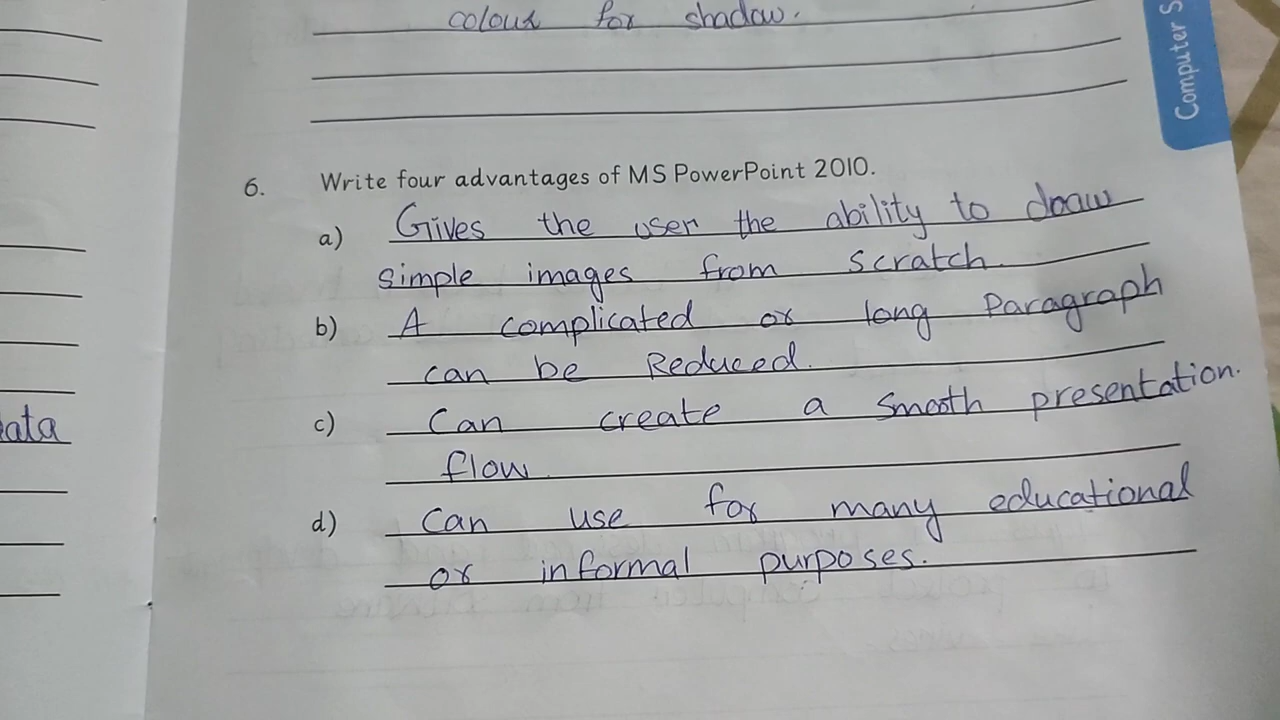 colour for shadow.
Computer S
6. Write four advantages of MS PowerPoint 2010.
a) Gives the user the ability to draw
simple images from scratch.
b) A complicated or long Paragraph
can be Reduced.
c) Can create a smooth presentation.
flow.
ata
d) Can use for many educational
or informal purposes.